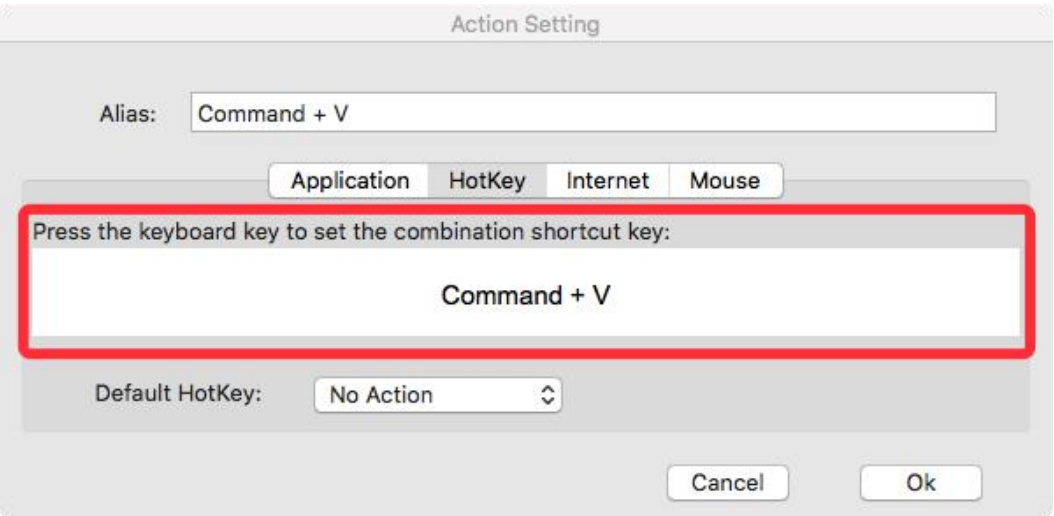 Action Setting
Alias: Command + V
Application HotKey Internet Mouse
Press the keyboard key to set the combination shortcut key:
Command + V
Default HotKey: No Action
Cancel Ok